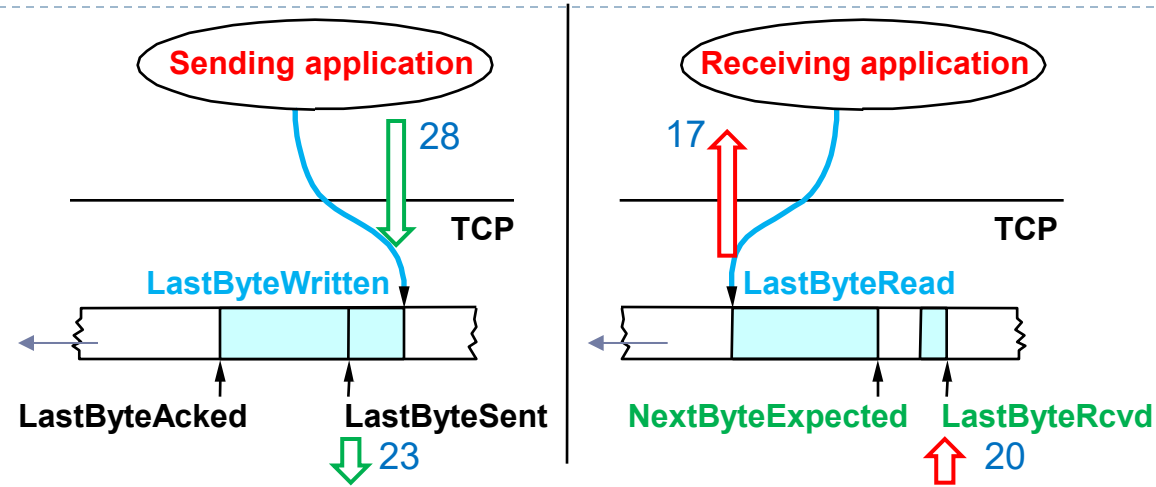 Sending application
Receiving application
28
17
TCP
TCP
LastByteWritten
LastByteRead
LastByteAcked
LastByteSent
NextByteExpected
LastByteRcvd
23
20